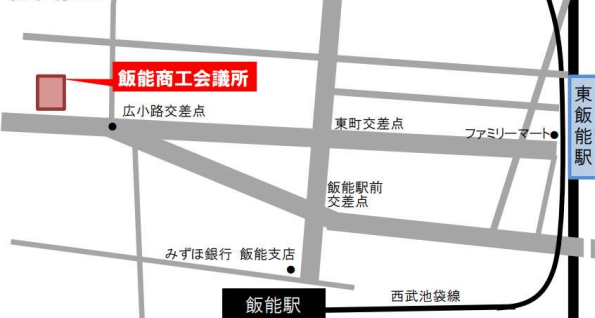 飯能商工会議所
広小路交差点
東町交差点
ファミリーマート
東飯能駅
飯能駅前
交差点
みずほ銀行 飯能支店
飯能駅
西武池袋線